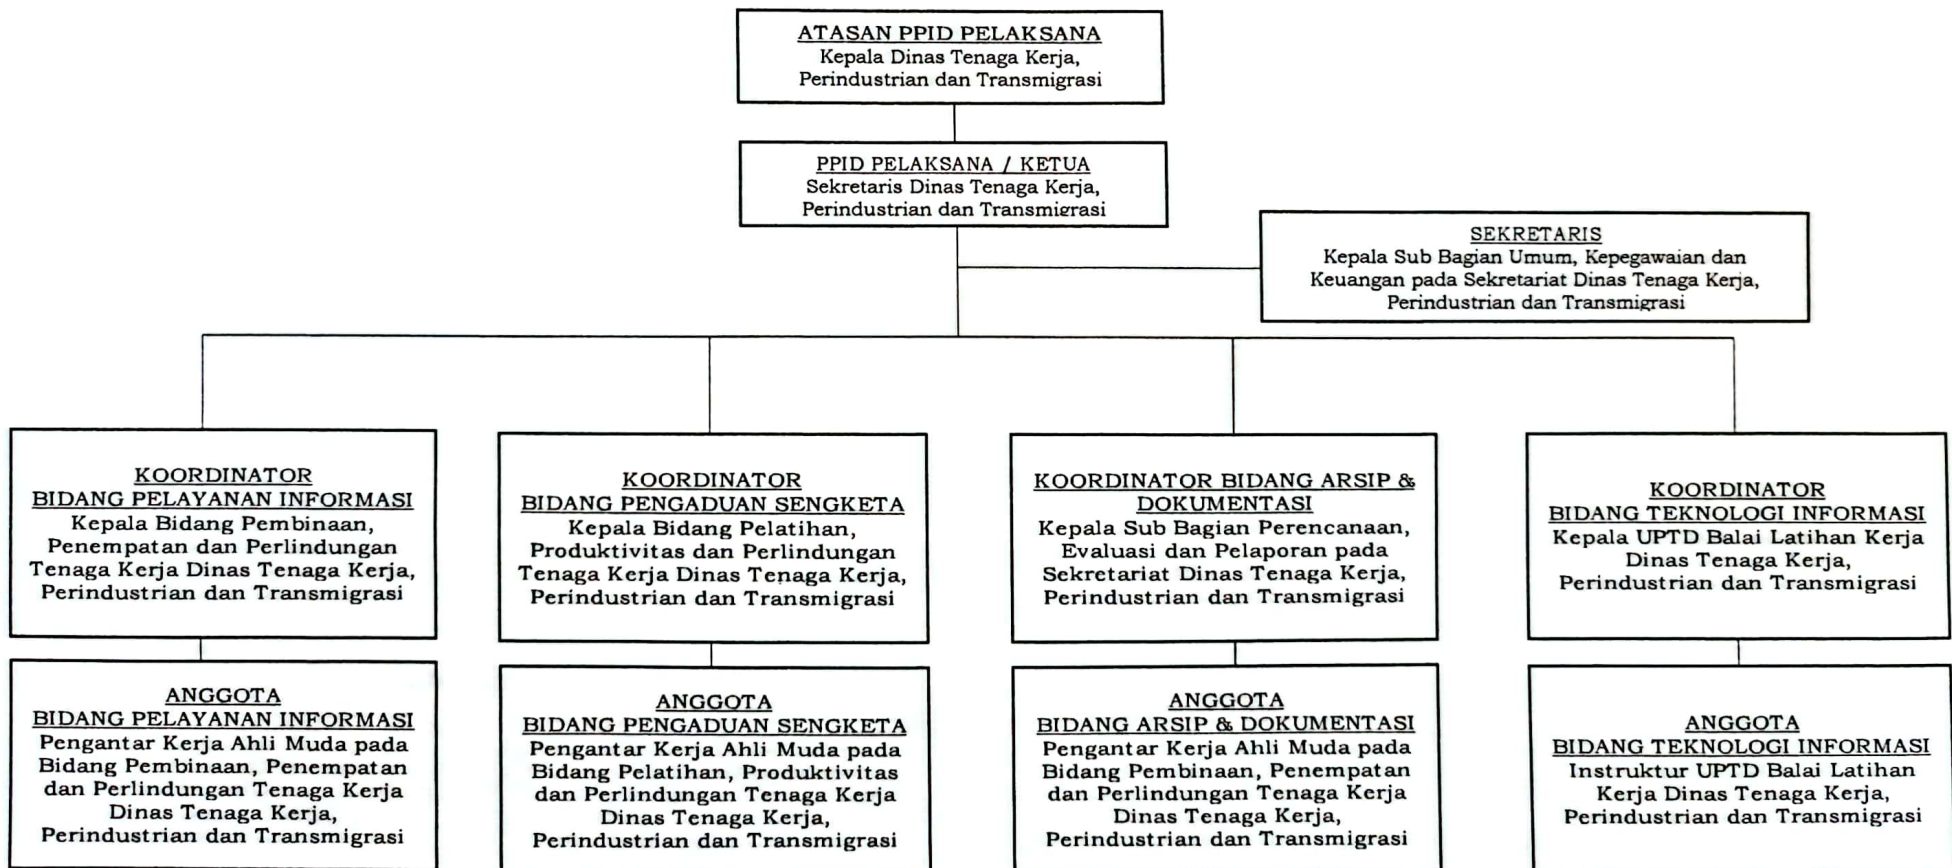 ATASAN PPID PELAKSANA
Kepala Dinas Tenaga Kerja,
Perindustrian dan Transmigrasi
PPID PELAKSANA / KETUA
Sekretaris Dinas Tenaga Kerja,
Perindustrian dan Transmigrasi
SEKRETARIS
Kepala Sub Bagian Umum, Kepegawaian dan
Keuangan pada Sekretariat Dinas Tenaga Kerja,
Perindustrian dan Transmigrasi
KOORDINATOR
BIDANG PELAYANAN INFORMASI
Kepala Bidang Pembinaan,
Penempatan dan Perlindungan
Tenaga Kerja Dinas Tenaga Kerja,
Perindustrian dan Transmigrasi
KOORDINATOR
BIDANG PENGADUAN SENGKETA
Kepala Bidang Pelatihan,
Produktivitas dan Perlindungan
Tenaga Kerja Dinas Tenaga Kerja,
Perindustrian dan Transmigrasi
KOORDINATOR BIDANG ARSIP &
DOKUMENTASI
Kepala Sub Bagian Perencanaan,
Evaluasi dan Pelaporan pada
Sekretariat Dinas Tenaga Kerja,
Perindustrian dan Transmigrasi
KOORDINATOR
BIDANG TEKNOLOGI INFORMASI
Kepala UPTD Balai Latihan Kerja
Dinas Tenaga Kerja,
Perindustrian dan Transmigrasi
ANGGOTA
BIDANG PELAYANAN INFORMASI
Pengantar Kerja Ahli Muda pada
Bidang Pembinaan, Penempatan
dan Perlindungan Tenaga Kerja
Dinas Tenaga Kerja,
Perindustrian dan Transmigrasi
ANGGOTA
BIDANG PENGADUAN SENGKETA
Pengantar Kerja Ahli Muda pada
Bidang Pelatihan, Produktivitas
dan Perlindungan Tenaga Kerja
Dinas Tenaga Kerja,
Perindustrian dan Transmigrasi
ANGGOTA
BIDANG ARSIP & DOKUMENTASI
Pengantar Kerja Ahli Muda pada
Bidang Pembinaan, Penempatan
dan Perlindungan Tenaga Kerja
Dinas Tenaga Kerja,
Perindustrian dan Transmigrasi
ANGGOTA
BIDANG TEKNOLOGI INFORMASI
Instruktur UPTD Balai Latihan
Kerja Dinas Tenaga Kerja,
Perindustrian dan Transmigrasi